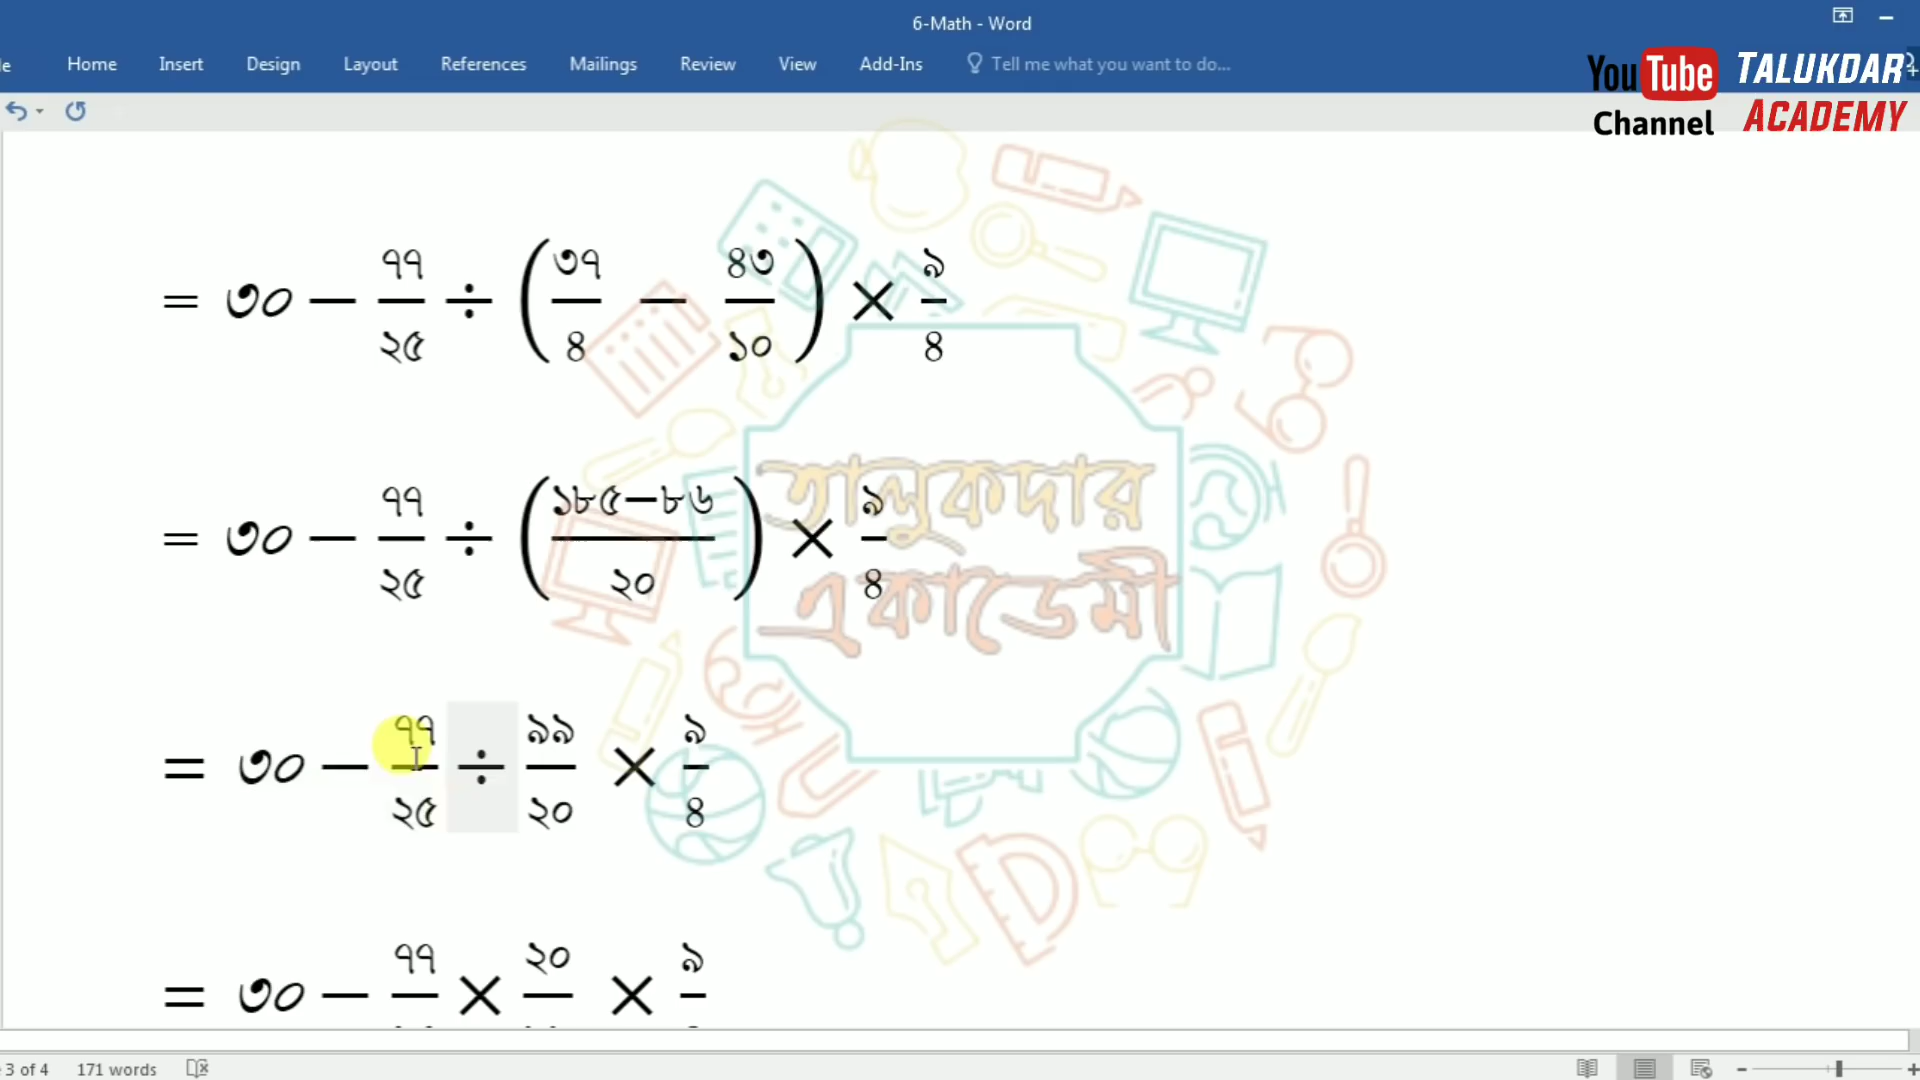 6-Math - Word
Home Insert Design Layout References Mailings Review View Add-Ins Tell me what you want to do...
YouTube Channel
TALUKDAR ACADEMY
= ৩০ − ৭৭/২৫ ÷ (৩৭/৪ − ৪৩/১০) × ৯/৪
= ৩০ − ৭৭/২৫ ÷ (১৮৫−৮৬/২০) × ৯/৪
তালুকদার
একাডেমী
= ৩০ − ৭৭/২৫ ÷ ৯৯/২০ × ৯/৪
= ৩০ − ৭৭ × ২০ × ৯
3 of 4 171 words